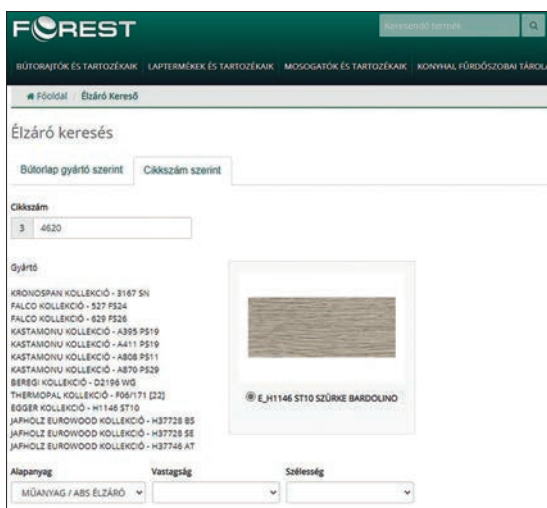 FOREST
Keresendő termék
BÚTORAJTÓK ÉS TARTOZÉKAIK LAPTERMÉKEK ÉS TARTOZÉKAIK MOSOGATÓK ÉS TARTOZÉKAIK KONYHAI, FÜRDŐSZOBAI TÁROLÁ
Főoldal / Élzáró Kereső
Élzáró keresés
Bútorlap gyártó szerint Cikkszám szerint
Cikkszám
3 4620
Gyártó
KRONOSPAN KOLLEKCIÓ - 3167 SN
FALCO KOLLEKCIÓ - 527 FS24
FALCO KOLLEKCIÓ - 629 FS26
KASTAMONU KOLLEKCIÓ - A395 PS19
KASTAMONU KOLLEKCIÓ - A411 PS19
KASTAMONU KOLLEKCIÓ - A808 PS11
KASTAMONU KOLLEKCIÓ - A870 PS29
BEREGI KOLLEKCIÓ - D2196 WG
THERMOPAL KOLLEKCIÓ - F06/171 [22]
EGGER KOLLEKCIÓ - H1146 ST10
JAFHOLZ EUROWOOD KOLLEKCIÓ - H37728 BS
JAFHOLZ EUROWOOD KOLLEKCIÓ - H37728 SE
JAFHOLZ EUROWOOD KOLLEKCIÓ - H37746 AT
E_H1146 ST10 SZÜRKE BARDOLINO
Alapanyag Vastagság Szélesség
MŰANYAG / ABS ÉLZÁRÓ